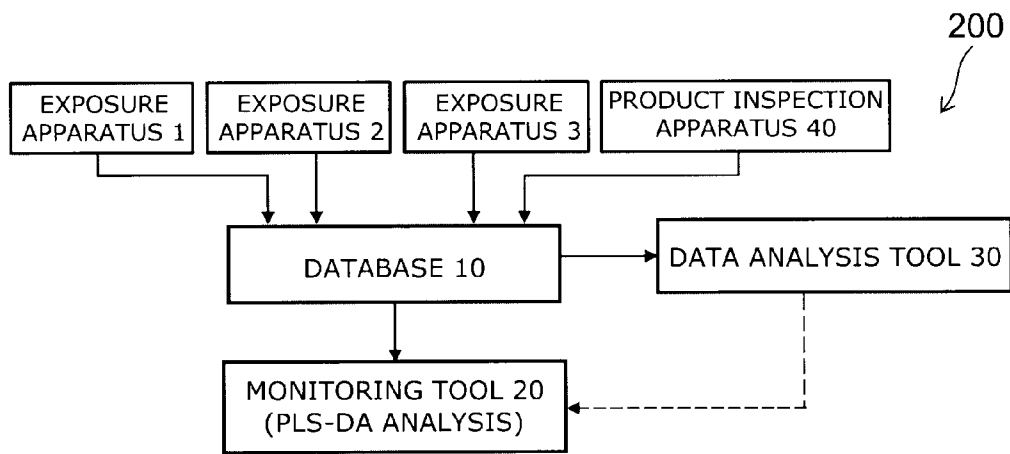 200
EXPOSURE
APPARATUS 1
EXPOSURE
APPARATUS 2
EXPOSURE
APPARATUS 3
PRODUCT INSPECTION
APPARATUS 40
DATABASE 10
DATA ANALYSIS TOOL 30
MONITORING TOOL 20
(PLS-DA ANALYSIS)